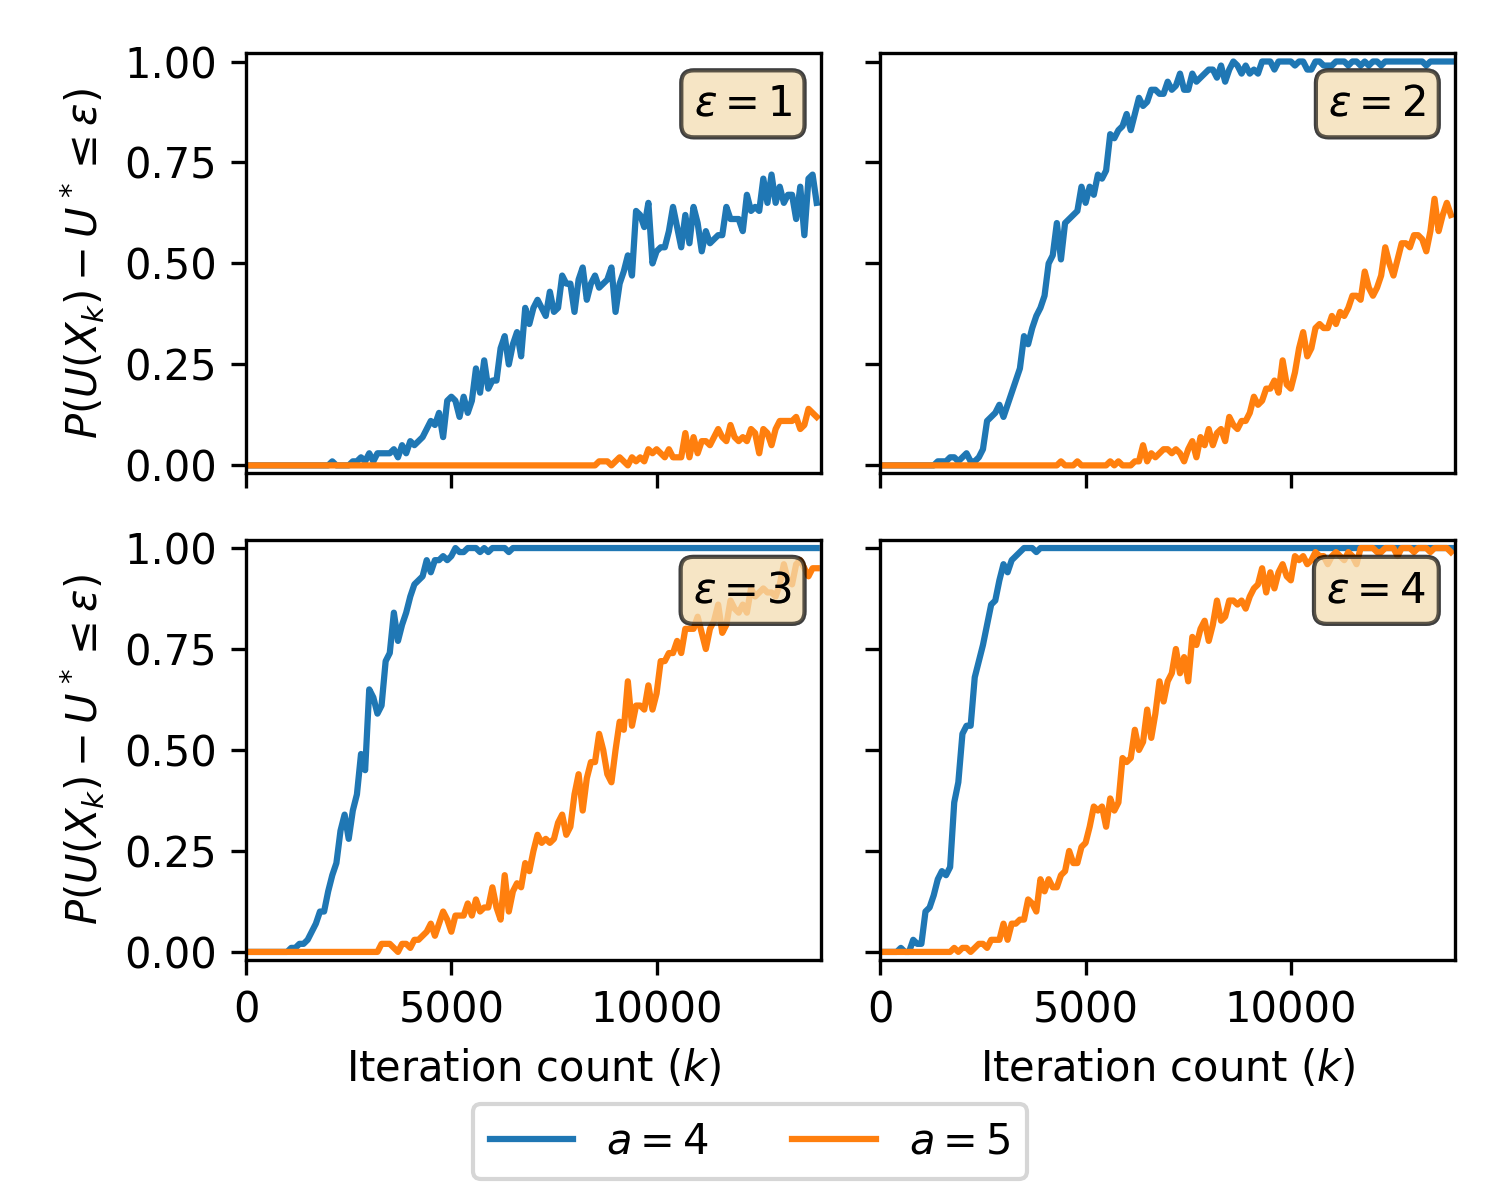 1.00
0.75
0.50
0.25
0.00
P(U(X_k) − U* ≤ ε)
ε = 1
ε = 2
1.00
0.75
0.50
0.25
0.00
P(U(X_k) − U* ≤ ε)
ε = 3
ε = 4
0 5000 10000
0 5000 10000
Iteration count (k)
Iteration count (k)
a = 4
a = 5